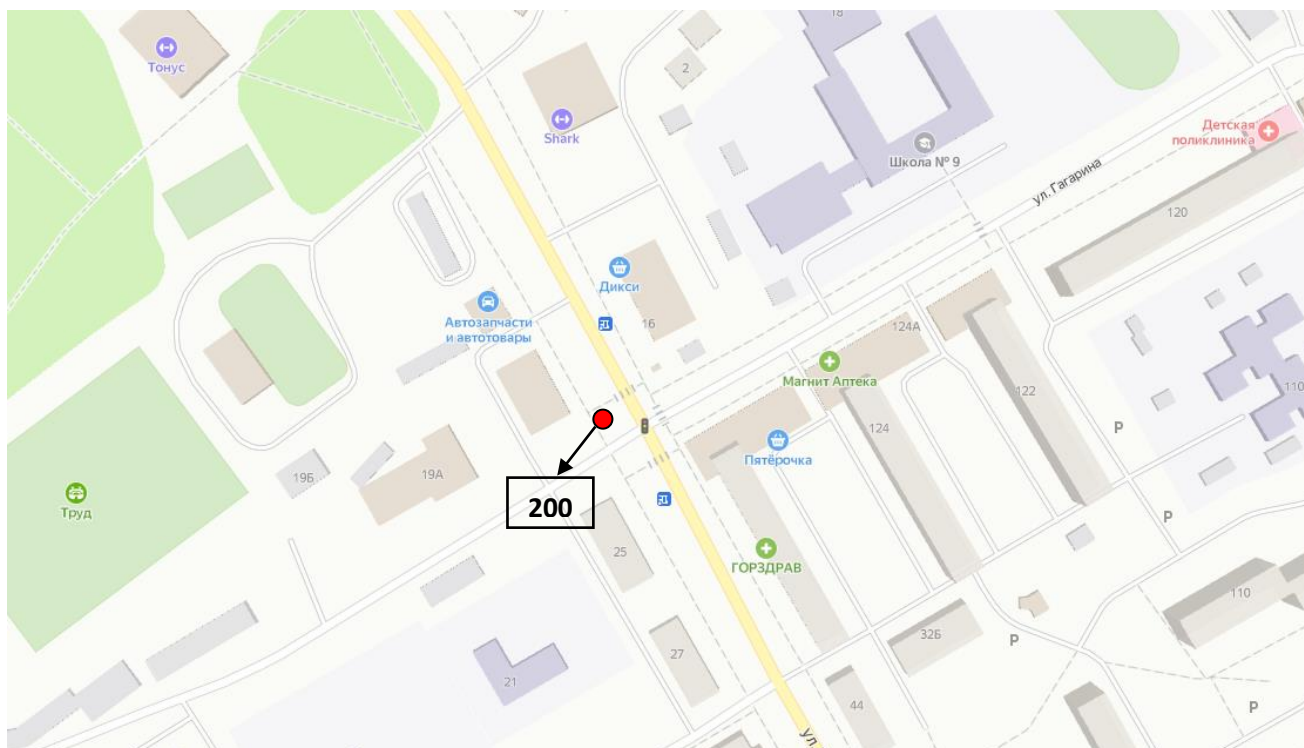 18
Тонус
2
Shark
Детская
поликлиника
Школа № 9
ул. Гагарина
120
Дикси
16
Автозапчасти
и автотовары
124А
Магнит Аптека
122
110
Р
124
Пятёрочка
19Б
19А
Труд
200
Р
25
ГОРЗДРАВ
110
32Б
Р
27
21
44
Р
ул.